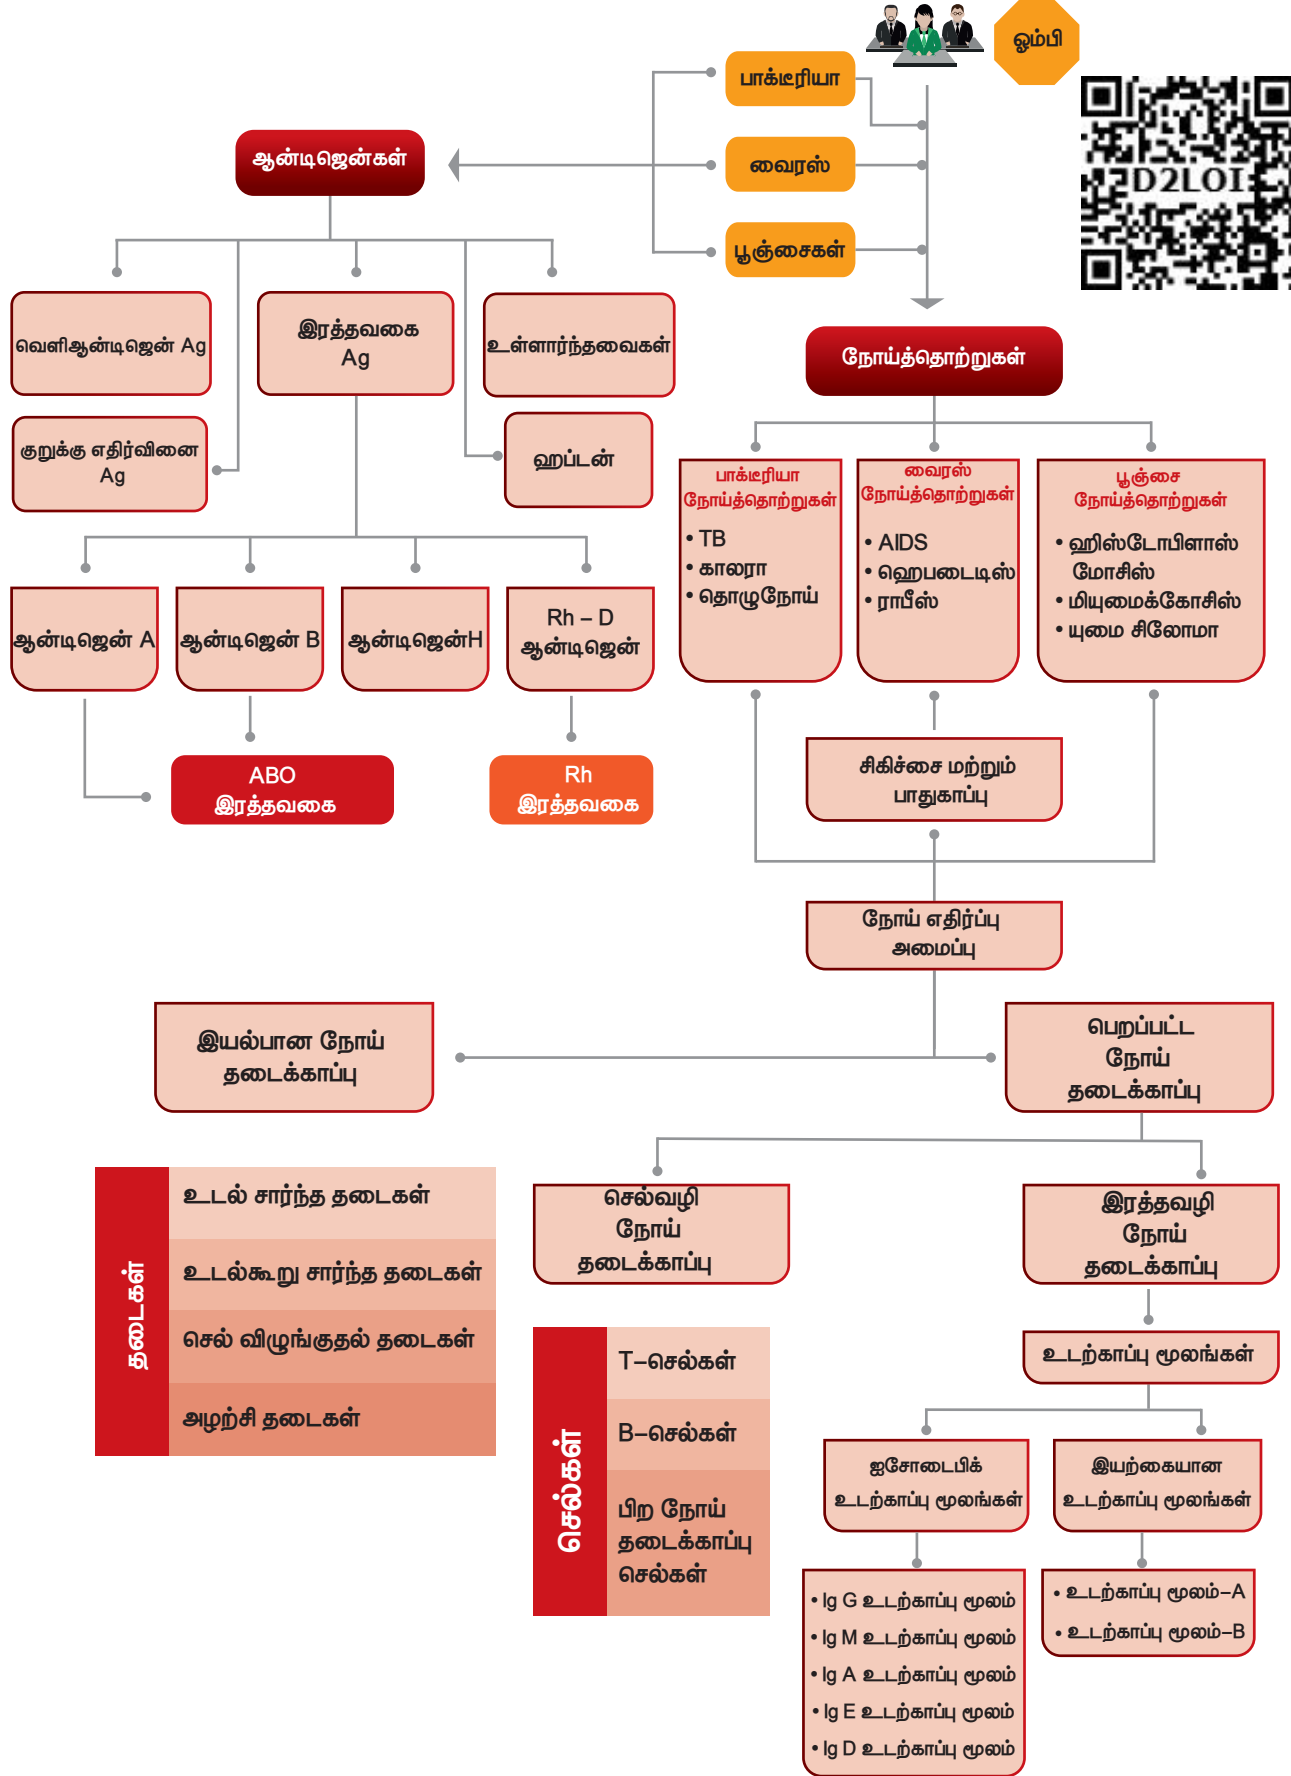 ஓம்பி
பாக்டீரியா
வைரஸ்
பூஞ்சைகள்
D2LOI
ஆன்டிஜென்கள்
வெளிஆன்டிஜென் Ag
இரத்தவகை
Ag
உள்ளார்ந்தவைகள்
குறுக்கு எதிர்வினை
Ag
ஹப்டன்
ஆன்டிஜென் A
ஆன்டிஜென் B
ஆன்டிஜென்H
Rh – D
ஆன்டிஜென்
ABO
இரத்தவகை
Rh
இரத்தவகை
நோய்த்தொற்றுகள்
பாக்டீரியா
நோய்த்தொற்றுகள்
• TB
• காலரா
• தொழுநோய்
வைரஸ்
நோய்த்தொற்றுகள்
• AIDS
• ஹெபடைடிஸ்
• ராபீஸ்
பூஞ்சை
நோய்த்தொற்றுகள்
• ஹிஸ்டோபிளாஸ்
மோசிஸ்
• மியுமைக்கோசிஸ்
• யுமை சிலோமா
சிகிச்சை மற்றும்
பாதுகாப்பு
நோய் எதிர்ப்பு
அமைப்பு
இயல்பான நோய்
தடைக்காப்பு
பெறப்பட்ட
நோய்
தடைக்காப்பு
தடைகள்
உடல் சார்ந்த தடைகள்
உடல்கூறு சார்ந்த தடைகள்
செல் விழுங்குதல் தடைகள்
அழற்சி தடைகள்
செல்வழி
நோய்
தடைக்காப்பு
செல்கள்
T–செல்கள்
B–செல்கள்
பிற நோய்
தடைக்காப்பு
செல்கள்
இரத்தவழி
நோய்
தடைக்காப்பு
உடற்காப்பு மூலங்கள்
ஐசோடைபிக்
உடற்காப்பு மூலங்கள்
இயற்கையான
உடற்காப்பு மூலங்கள்
• Ig G உடற்காப்பு மூலம்
• Ig M உடற்காப்பு மூலம்
• Ig A உடற்காப்பு மூலம்
• Ig E உடற்காப்பு மூலம்
• Ig D உடற்காப்பு மூலம்
• உடற்காப்பு மூலம்–A
• உடற்காப்பு மூலம்–B